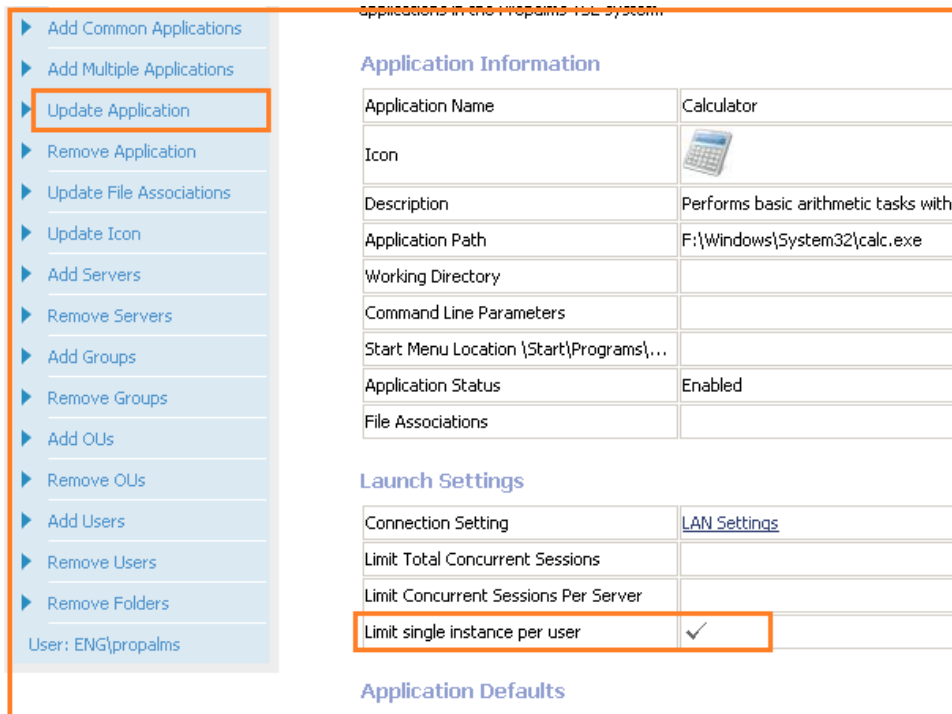 applications in the Propalms TSE system.
Add Common Applications
Add Multiple Applications
Update Application
Remove Application
Update File Associations
Update Icon
Add Servers
Remove Servers
Add Groups
Remove Groups
Add OUs
Remove OUs
Add Users
Remove Users
Remove Folders
User: ENG\propalms
Application Information
Application Name Calculator
Icon
Description Performs basic arithmetic tasks with
Application Path F:\Windows\System32\calc.exe
Working Directory
Command Line Parameters
Start Menu Location \Start\Programs\...
Application Status Enabled
File Associations
Launch Settings
Connection Setting LAN Settings
Limit Total Concurrent Sessions
Limit Concurrent Sessions Per Server
Limit single instance per user ✓
Application Defaults